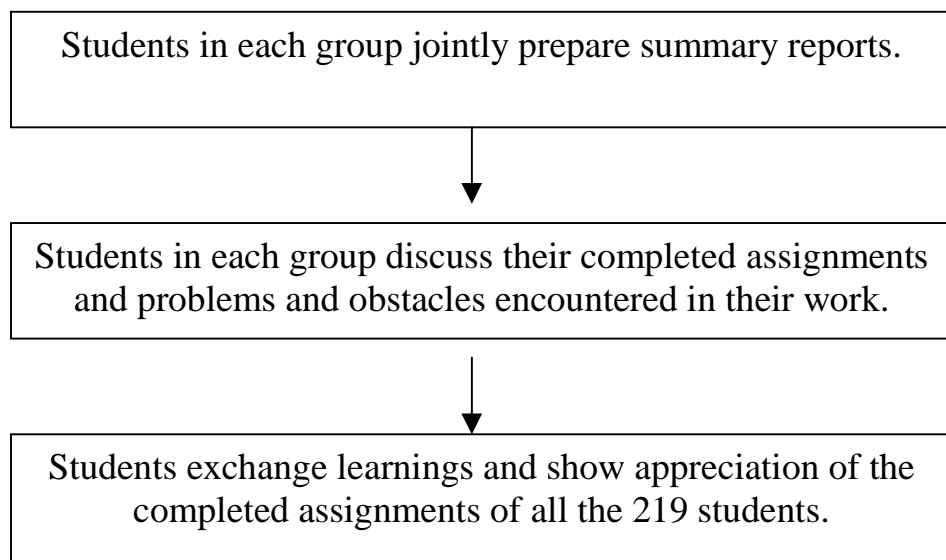 Students in each group jointly prepare summary reports.
Students in each group discuss their completed assignments
and problems and obstacles encountered in their work.
Students exchange learnings and show appreciation of the
completed assignments of all the 219 students.